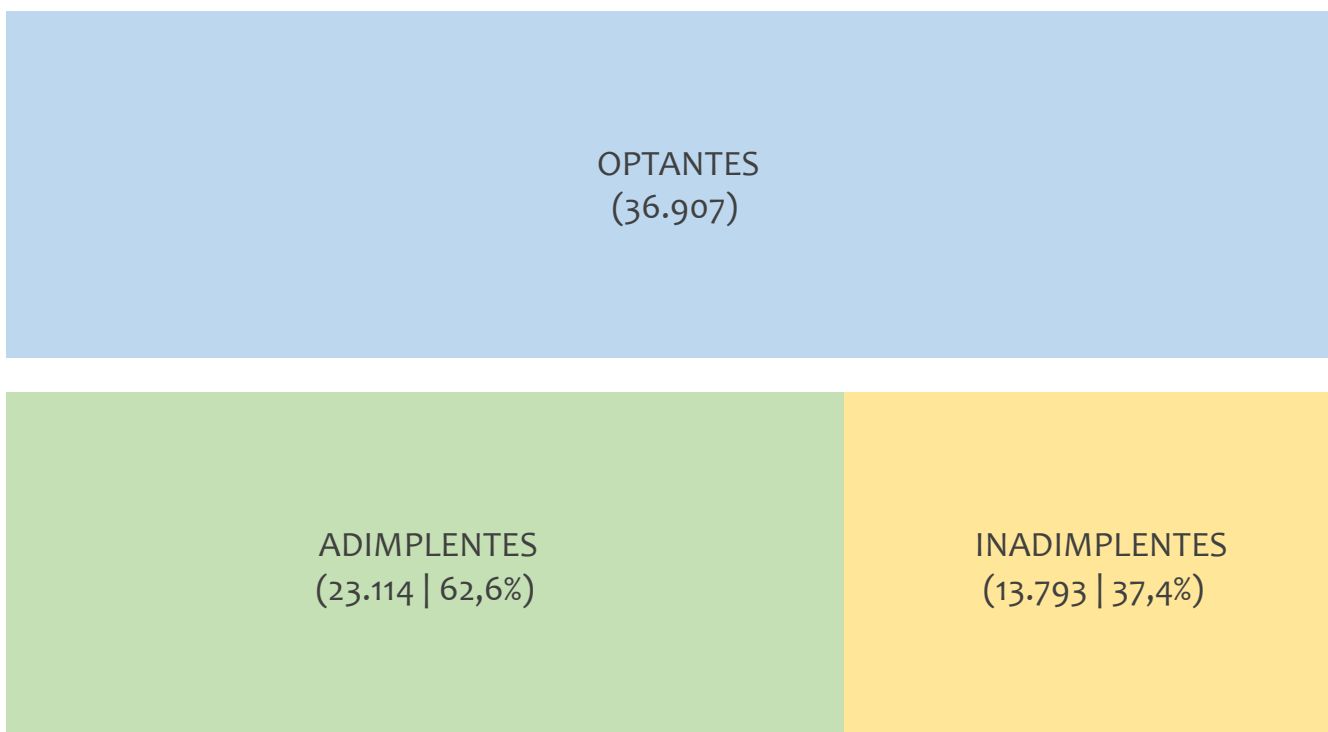 OPTANTES
(36.907)
ADIMPLENTES
(23.114 | 62,6%)
INADIMPLENTES
(13.793 | 37,4%)